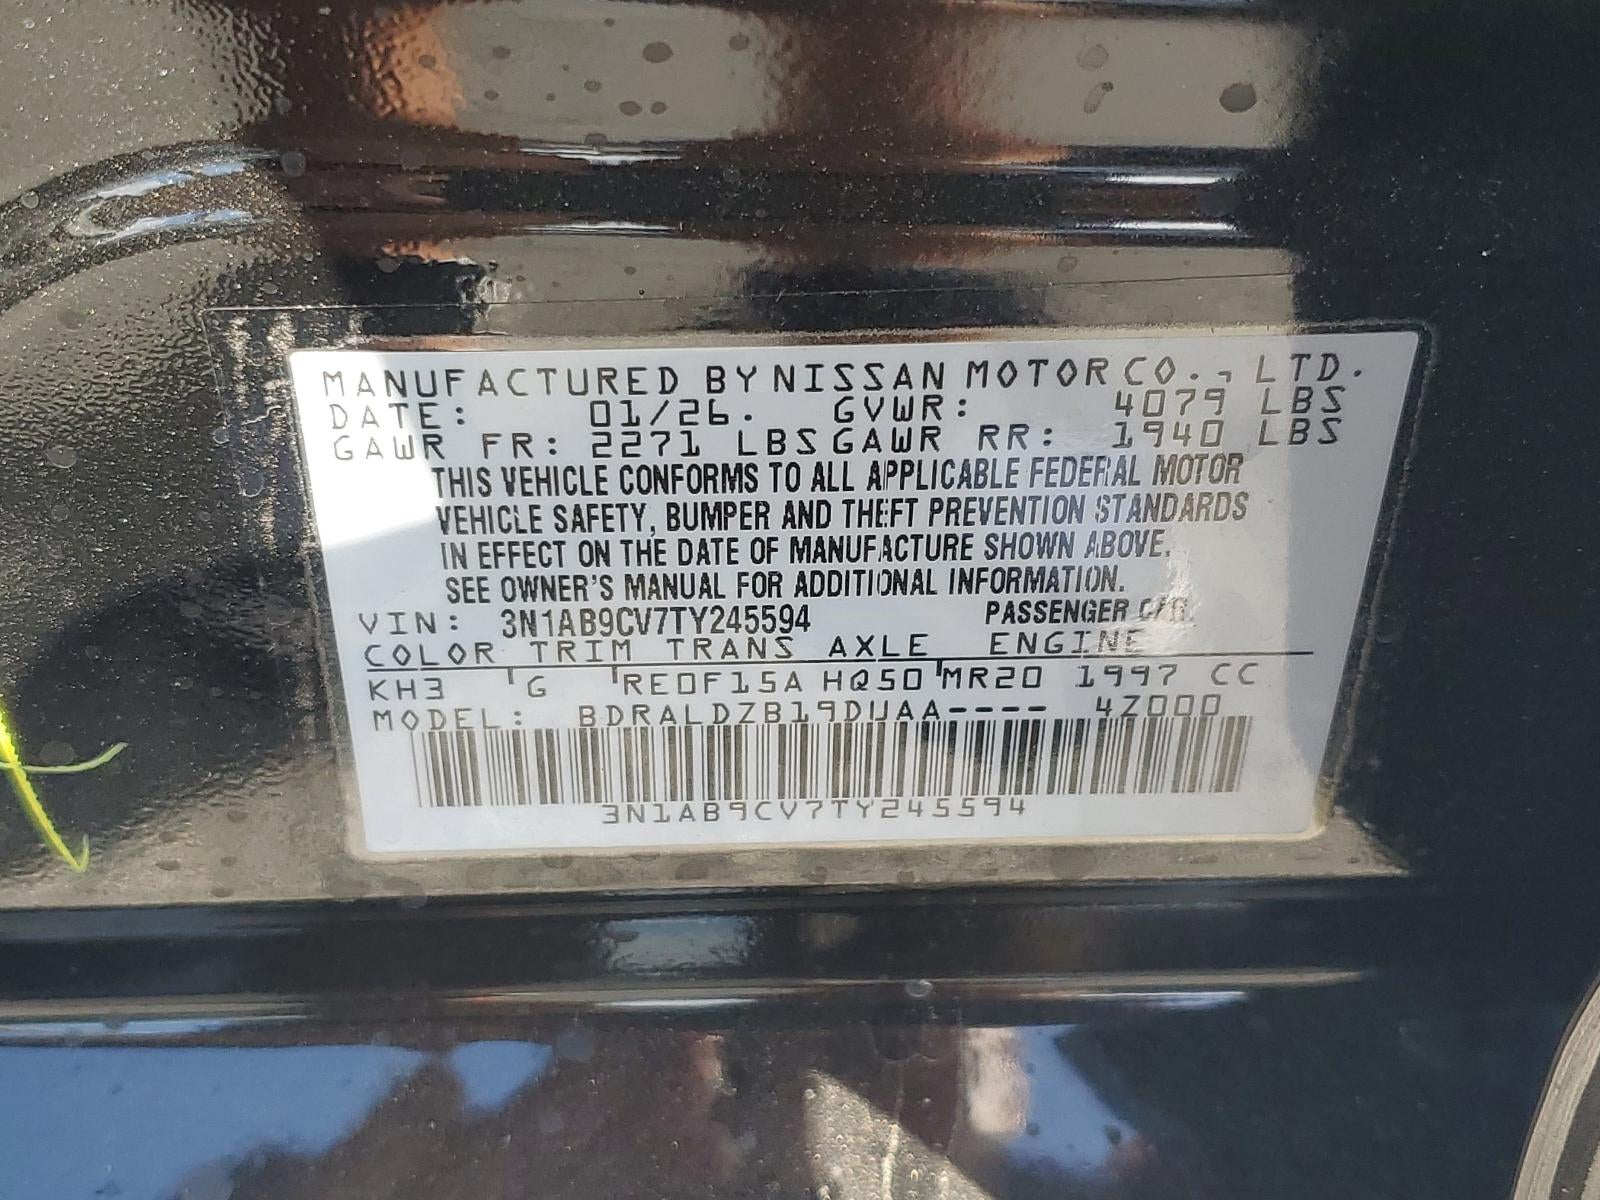 MANUFACTURED BY NISSAN MOTOR CO., LTD.
DATE: 01/26. GVWR: 4079 LBS
GAWR FR: 2271 LBS GAWR RR: 1940 LBS
THIS VEHICLE CONFORMS TO ALL APPLICABLE FEDERAL MOTOR
VEHICLE SAFETY, BUMPER AND THEFT PREVENTION STANDARDS
IN EFFECT ON THE DATE OF MANUFACTURE SHOWN ABOVE.
SEE OWNER'S MANUAL FOR ADDITIONAL INFORMATION.
VIN: 3N1AB9CV7TY245594 PASSENGER CAR
COLOR TRIM TRANS AXLE ENGINE
KH3 G RE0F15A HQ50 MR20 1997 CC
MODEL: BDRALDZB19DUAA---- 4Z000
3N1AB9CV7TY245594